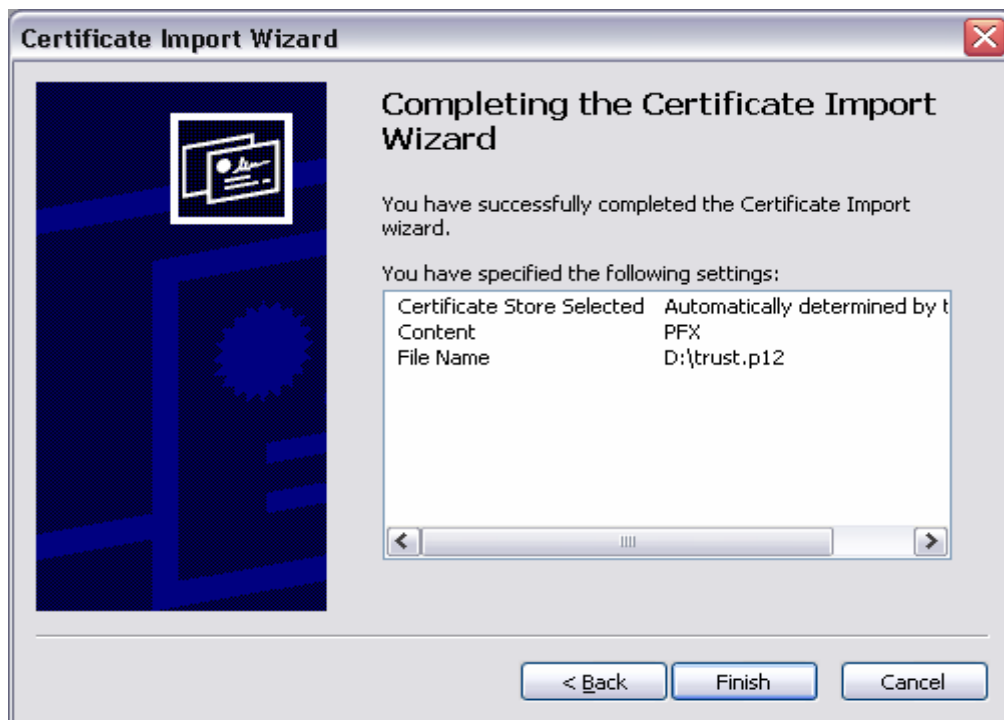 Certificate Import Wizard
Completing the Certificate Import
Wizard
You have successfully completed the Certificate Import
wizard.
You have specified the following settings:
Certificate Store Selected Automatically determined by t
Content PFX
File Name D:\trust.p12
< Back Finish Cancel